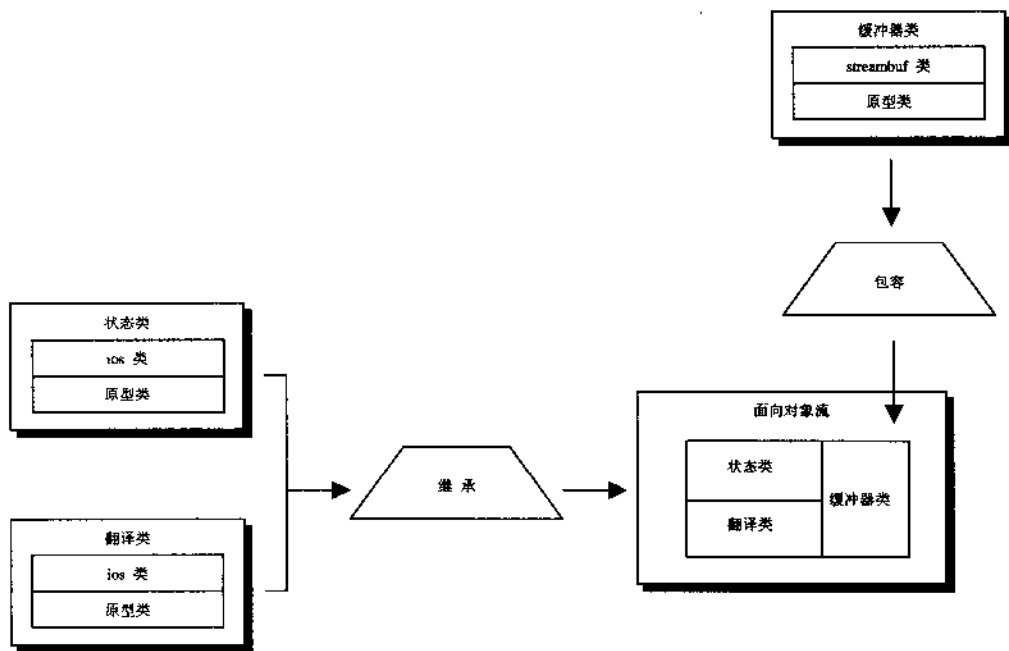 缓冲器类
streambuf 类
原型类
包容
状态类
ios 类
原型类
面向对象流
状态类
翻译类
缓冲器类
继 承
翻译类
ios 类
原型类